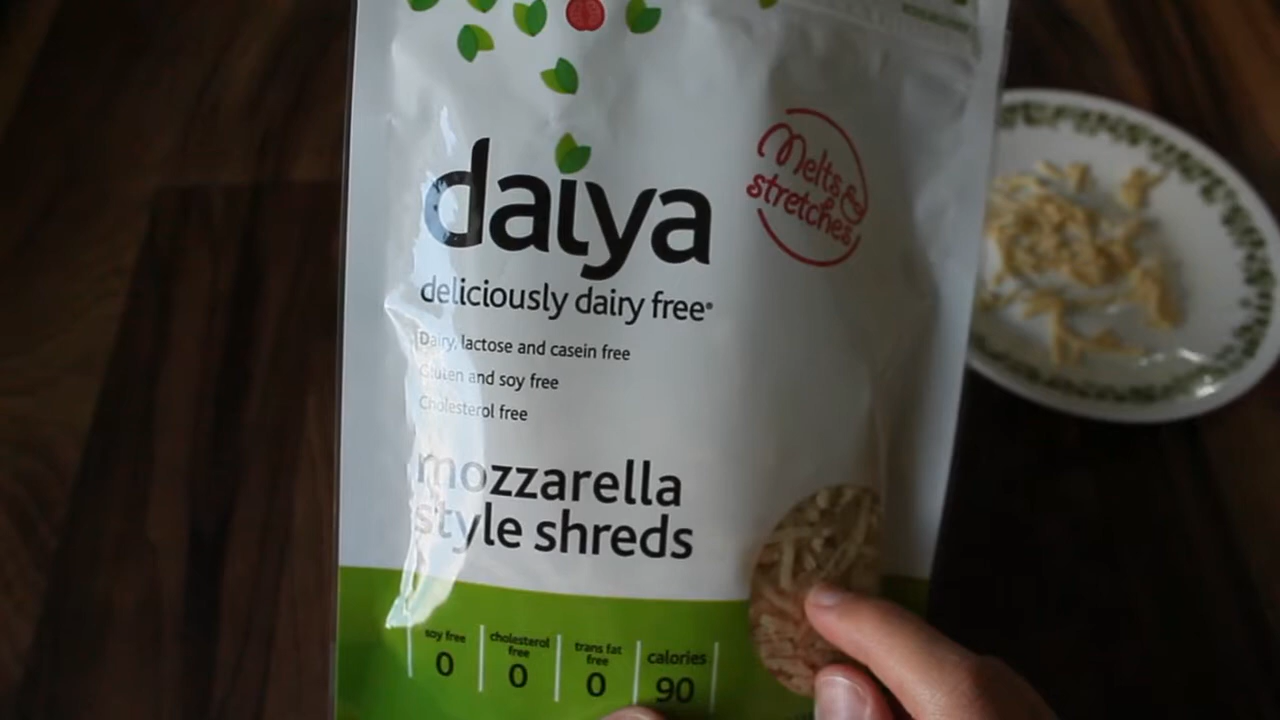 daiya
Melts &
stretches
deliciously dairy free®
Dairy, lactose and casein free
Gluten and soy free
Cholesterol free
mozzarella
style shreds
soy free
0
cholesterol
free
0
trans fat
free
0
calories
90